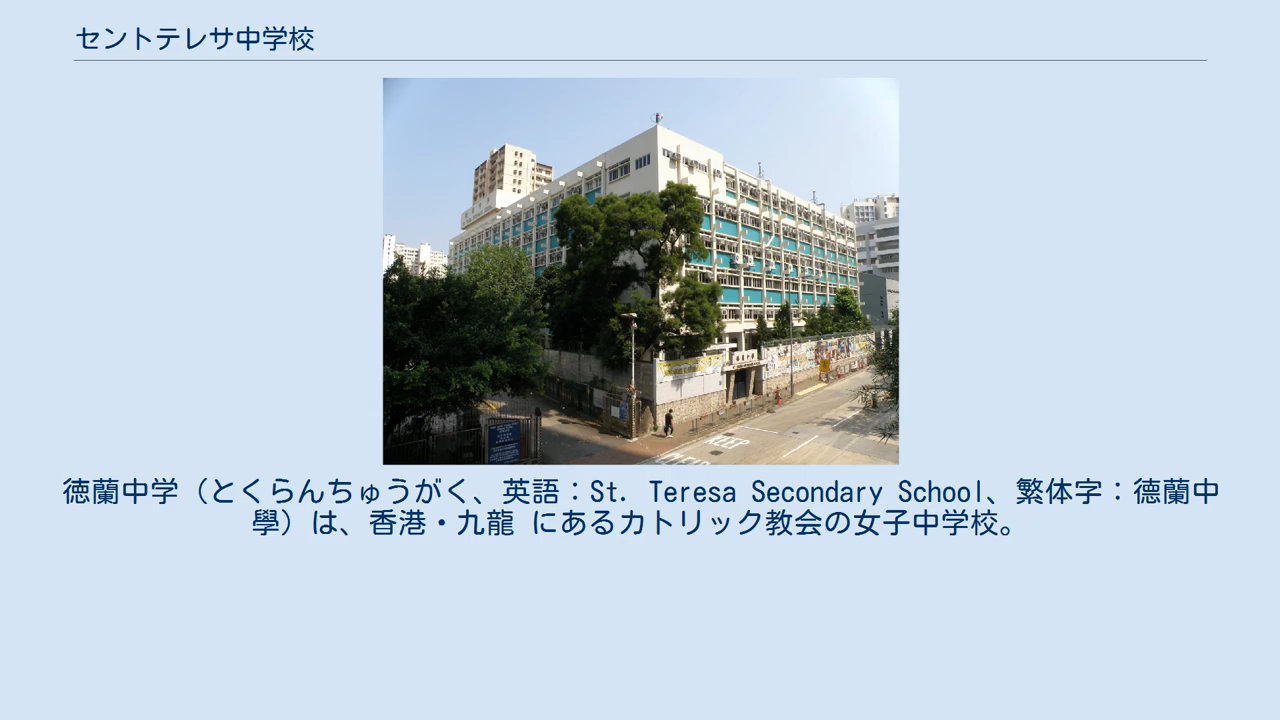 セントテレサ中学校
KEEP
徳蘭中学（とくらんちゅうがく、英語：St. Teresa Secondary School、繁体字：德蘭中
學）は、香港・九龍 にあるカトリック教会の女子中学校。